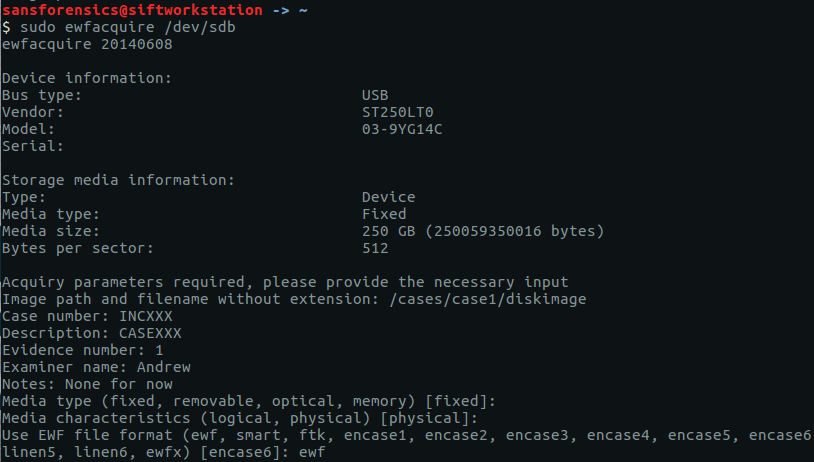 sansforensics@siftworkstation -> ~
$ sudo ewfacquire /dev/sdb
ewfacquire 20140608
Device information:
Bus type: USB
Vendor: ST250LT0
Model: 03-9YG14C
Serial:
Storage media information:
Type: Device
Media type: Fixed
Media size: 250 GB (250059350016 bytes)
Bytes per sector: 512
Acquiry parameters required, please provide the necessary input
Image path and filename without extension: /cases/case1/diskimage
Case number: INCXXX
Description: CASEXXX
Evidence number: 1
Examiner name: Andrew
Notes: None for now
Media type (fixed, removable, optical, memory) [fixed]:
Media characteristics (logical, physical) [physical]:
Use EWF file format (ewf, smart, ftk, encase1, encase2, encase3, encase4, encase5, encase6
linen5, linen6, ewfx) [encase6]: ewf